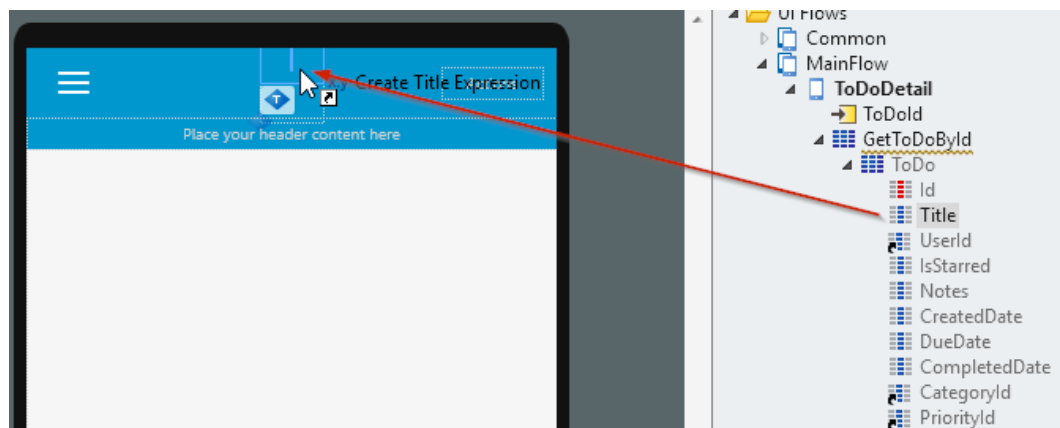 UI Flows
Common
MainFlow
ToDoDetail
ToDoId
GetToDoById
ToDo
Id
Title
UserId
IsStarred
Notes
CreatedDate
DueDate
CompletedDate
CategoryId
PriorityId
x.y Create Title Expression
T
Place your header content here